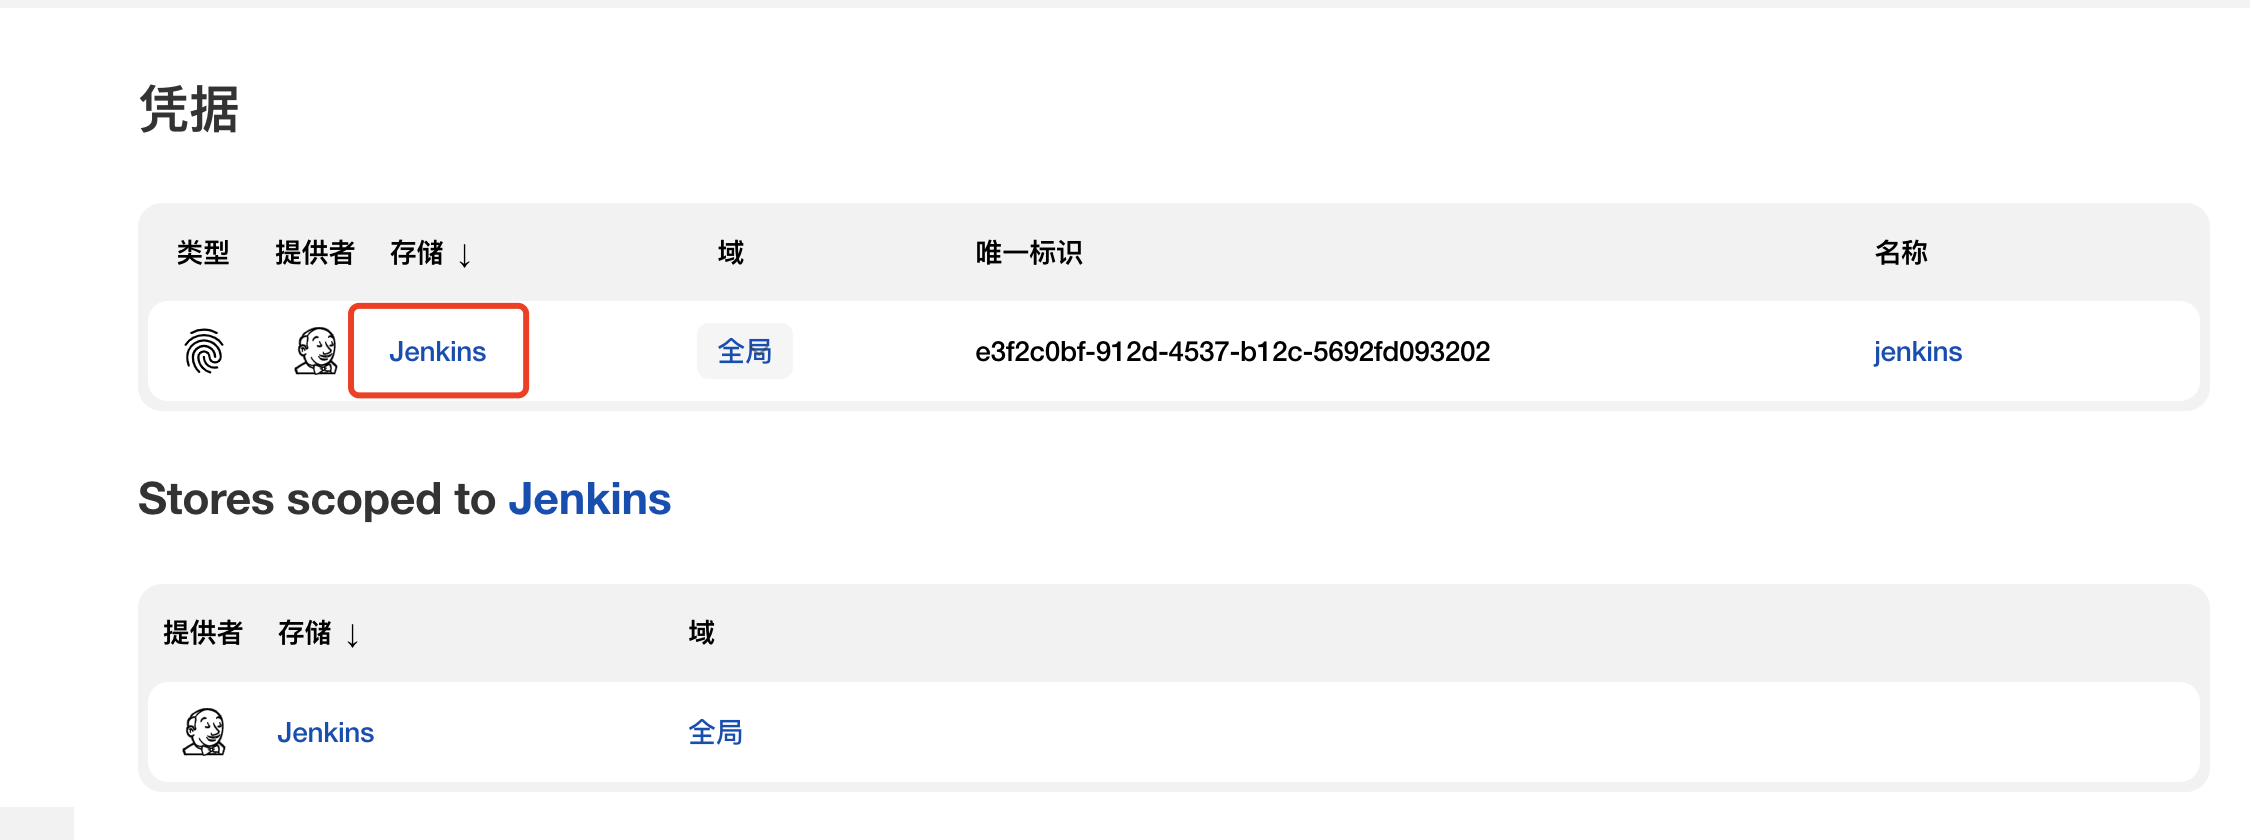 凭据
类型 提供者 存储 ↓ 域 唯一标识 名称
Jenkins 全局 e3f2c0bf-912d-4537-b12c-5692fd093202 jenkins
Stores scoped to Jenkins
提供者 存储 ↓ 域
Jenkins 全局